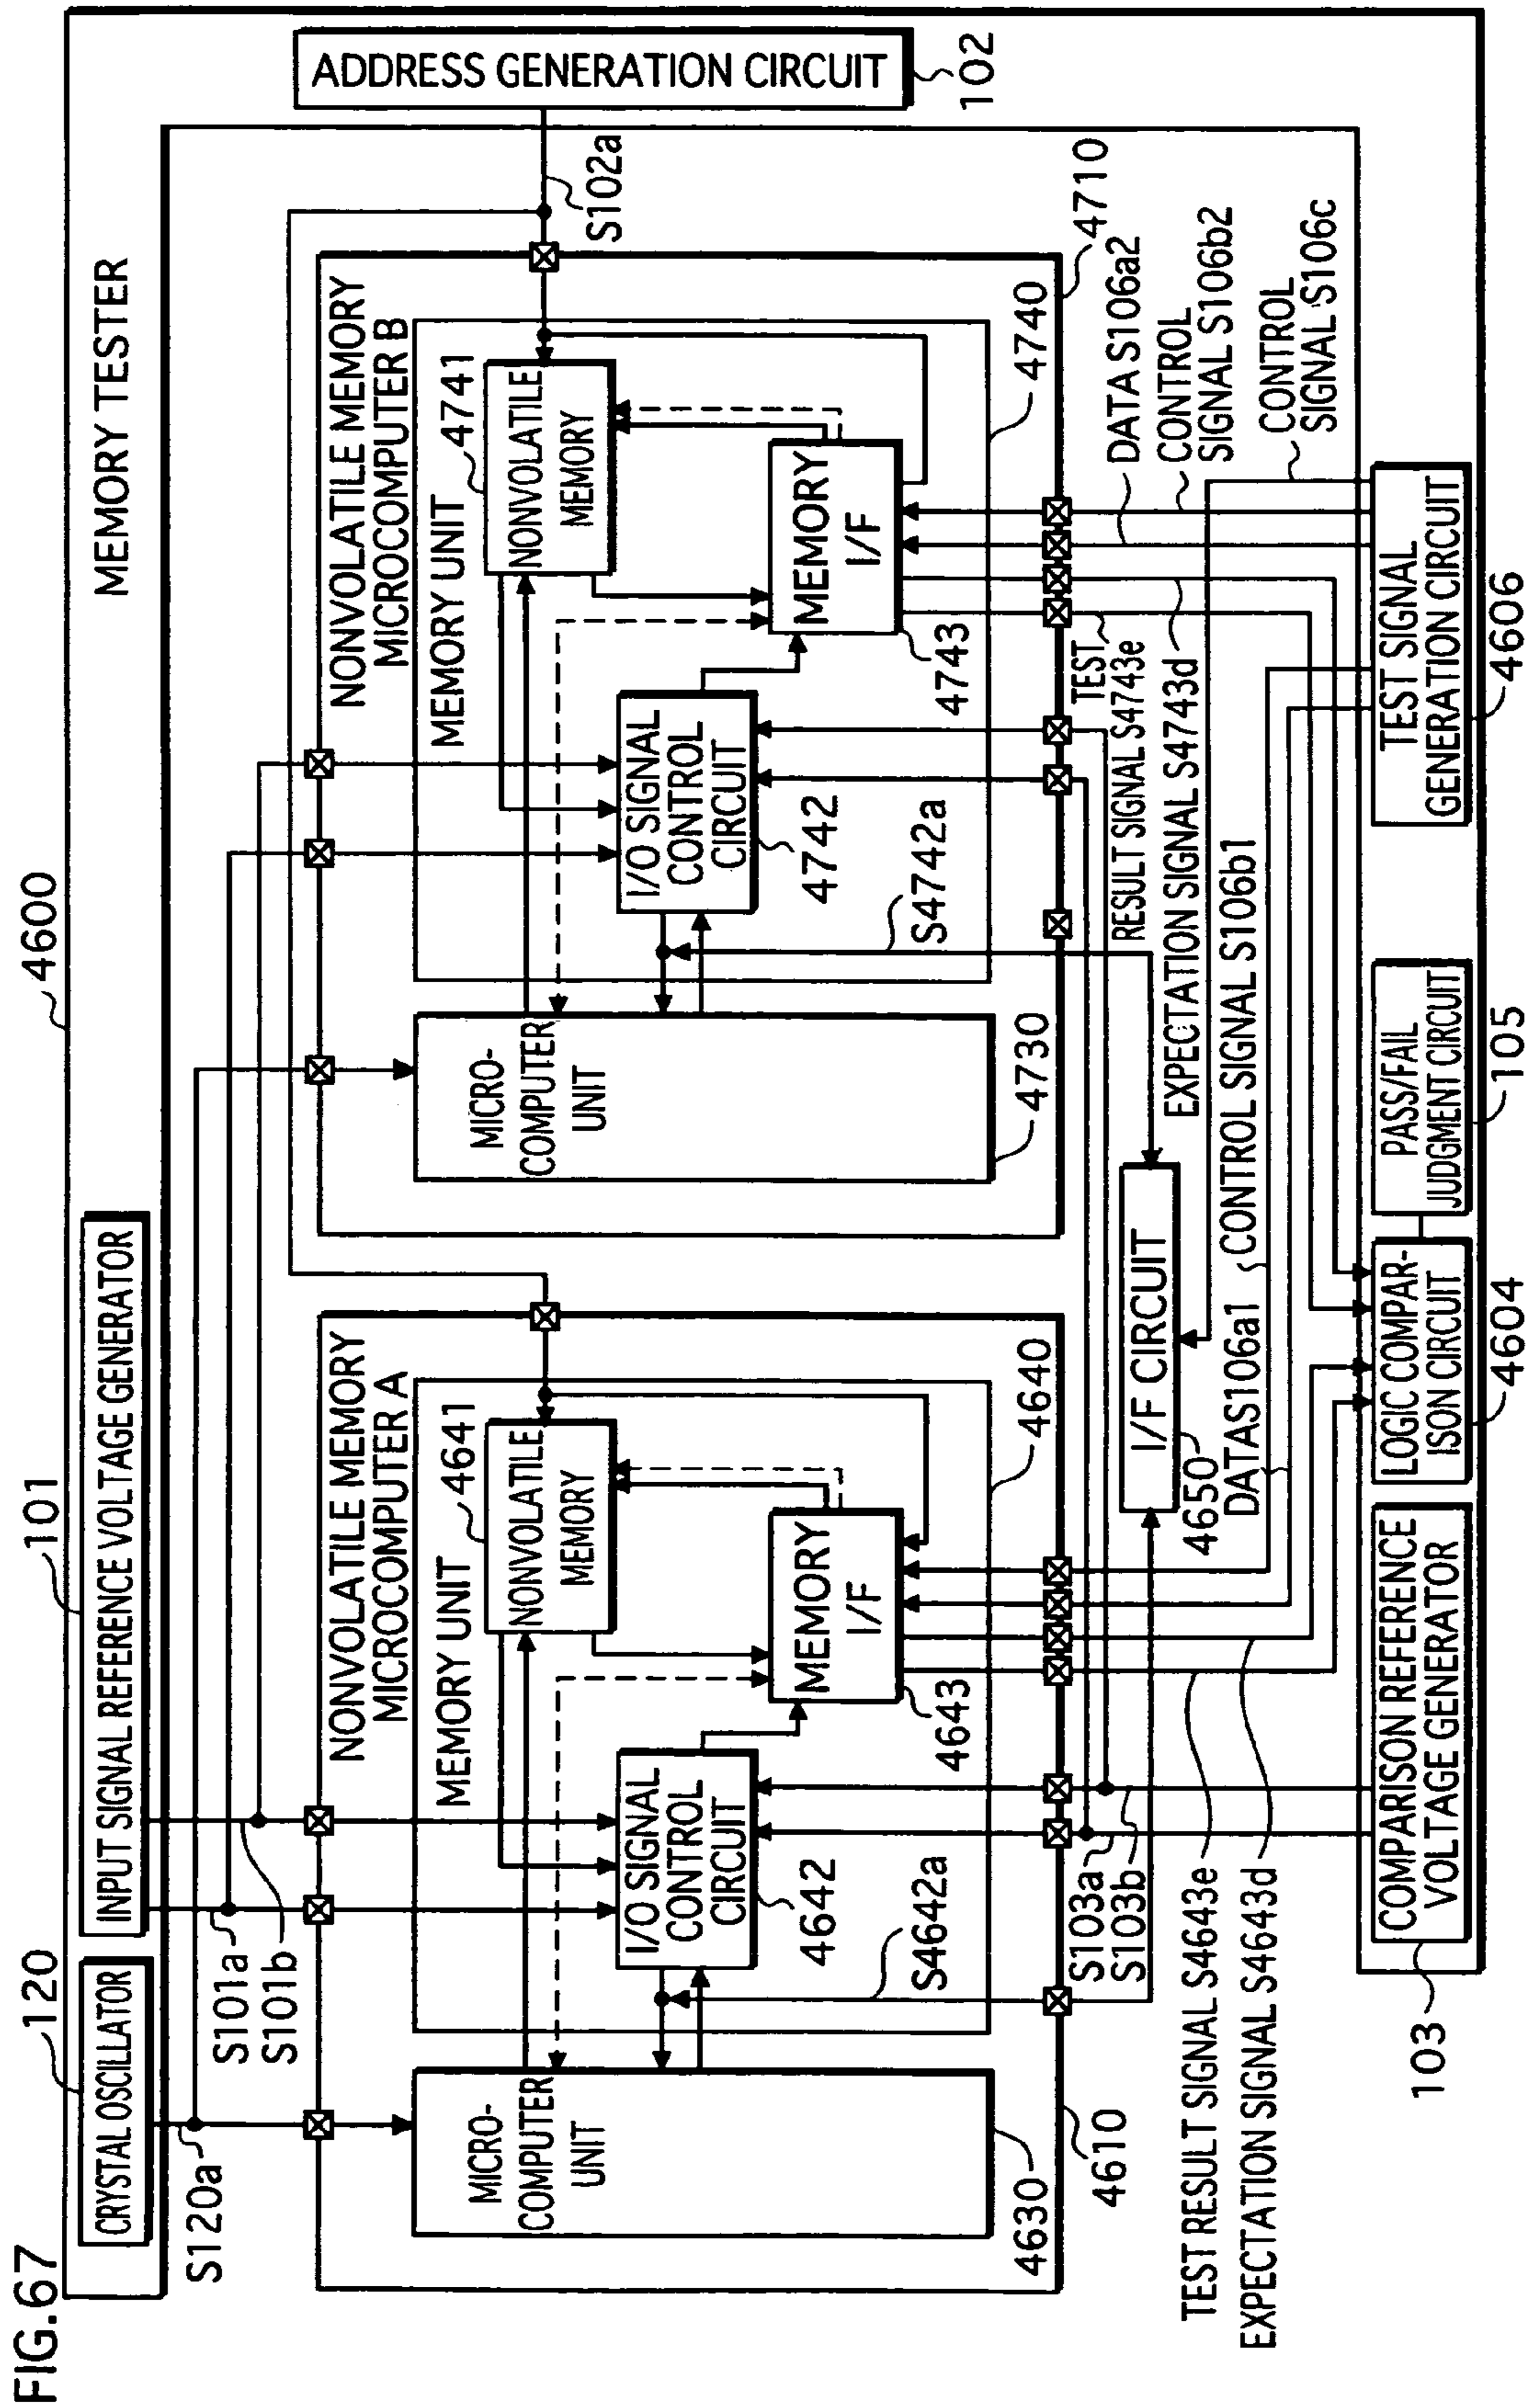 FIG.67
4600
MEMORY TESTER
120
CRYSTAL OSCILLATOR
101
INPUT SIGNAL REFERENCE VOLTAGE GENERATOR
ADDRESS GENERATION CIRCUIT
102
S120a
S101a
S101b
S102a
NONVOLATILE MEMORY
MICROCOMPUTER A
MEMORY UNIT
4641
NONVOLATILE
MEMORY
MICRO-
COMPUTER
UNIT
I/O SIGNAL
CONTROL
CIRCUIT
4642
MEMORY
I/F
4643
S4642a
4630
4640
4610
NONVOLATILE MEMORY
MICROCOMPUTER B
MEMORY UNIT
4741
NONVOLATILE
MEMORY
MICRO-
COMPUTER
UNIT
I/O SIGNAL
CONTROL
CIRCUIT
4742
MEMORY
I/F
4743
S4742a
4730
4740
4710
S103a
S103b
I/F CIRCUIT
4650
TEST
RESULT SIGNAL S4743e
EXPECTATION SIGNAL S4743d
DATA S106a2
CONTROL
SIGNAL S106b2
CONTROL
SIGNAL S106c
CONTROL SIGNAL S106b1
DATAS106a1
TEST RESULT SIGNAL S4643e
EXPECTATION SIGNAL S4643d
COMPARISON REFERENCE
VOLTAGE GENERATOR
103
LOGIC COMPAR-
ISON CIRCUIT
4604
PASS/FAIL
JUDGMENT CIRCUIT
105
TEST SIGNAL
GENERATION CIRCUIT
4606